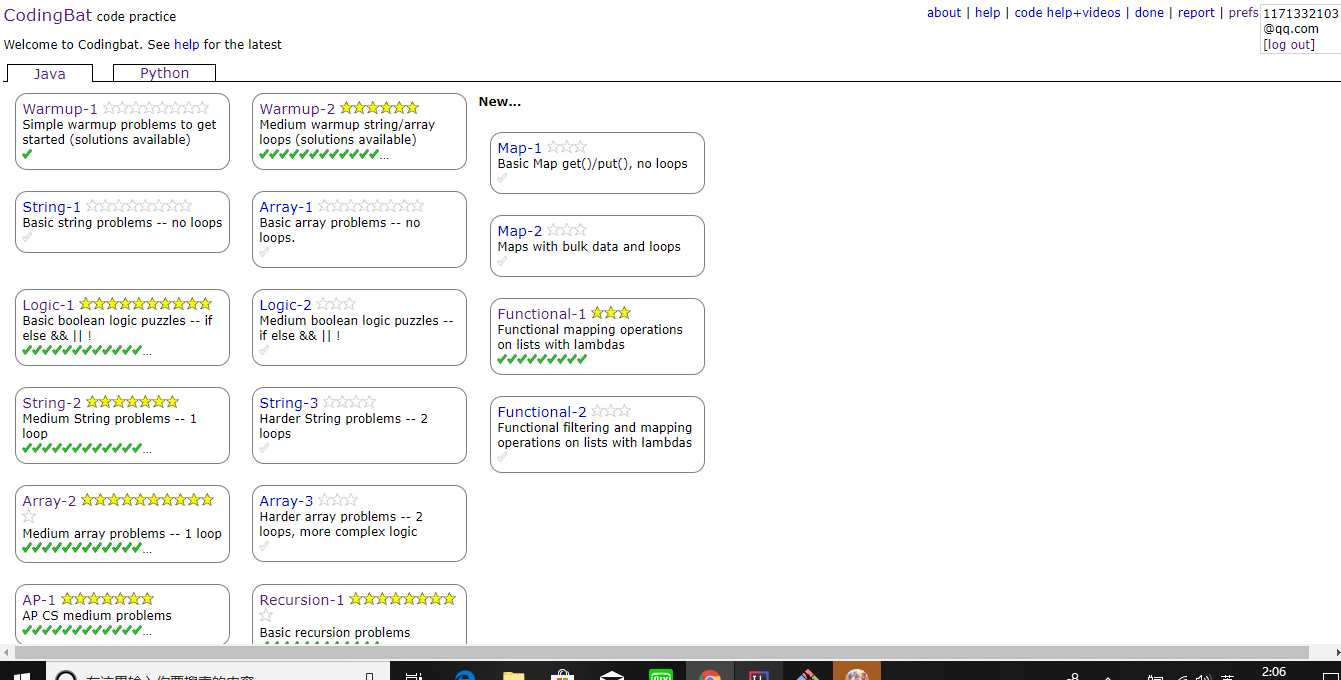 CodingBat code practice
about | help | code help+videos | done | report | prefs
1171332103
@qq.com
[log out]
Welcome to Codingbat. See help for the latest
Java
Python
Warmup-1
Simple warmup problems to get
started (solutions available)
Warmup-2
Medium warmup string/array
loops (solutions available)
...
New...
Map-1
Basic Map get()/put(), no loops
String-1
Basic string problems -- no loops
Array-1
Basic array problems -- no
loops.
Map-2
Maps with bulk data and loops
Logic-1
Basic boolean logic puzzles -- if
else && || !
...
Logic-2
Medium boolean logic puzzles --
if else && || !
Functional-1
Functional mapping operations
on lists with lambdas
String-2
Medium String problems -- 1
loop
...
String-3
Harder String problems -- 2
loops
Functional-2
Functional filtering and mapping
operations on lists with lambdas
Array-2
Medium array problems -- 1 loop
...
Array-3
Harder array problems -- 2
loops, more complex logic
AP-1
AP CS medium problems
...
Recursion-1
Basic recursion problems
在这里输入你要搜索的内容
英
2:06